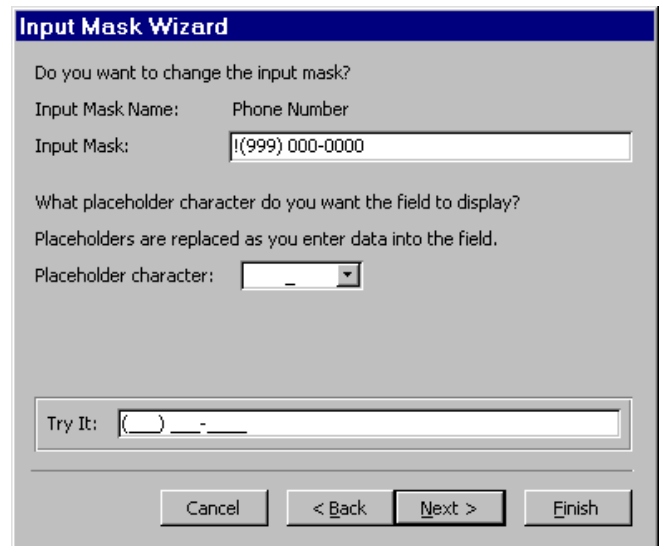 Input Mask Wizard
Do you want to change the input mask?
Input Mask Name: Phone Number
Input Mask: !(999) 000-0000
What placeholder character do you want the field to display?
Placeholders are replaced as you enter data into the field.
Placeholder character: _
Try It: (___) ___-____
Cancel < Back Next > Finish